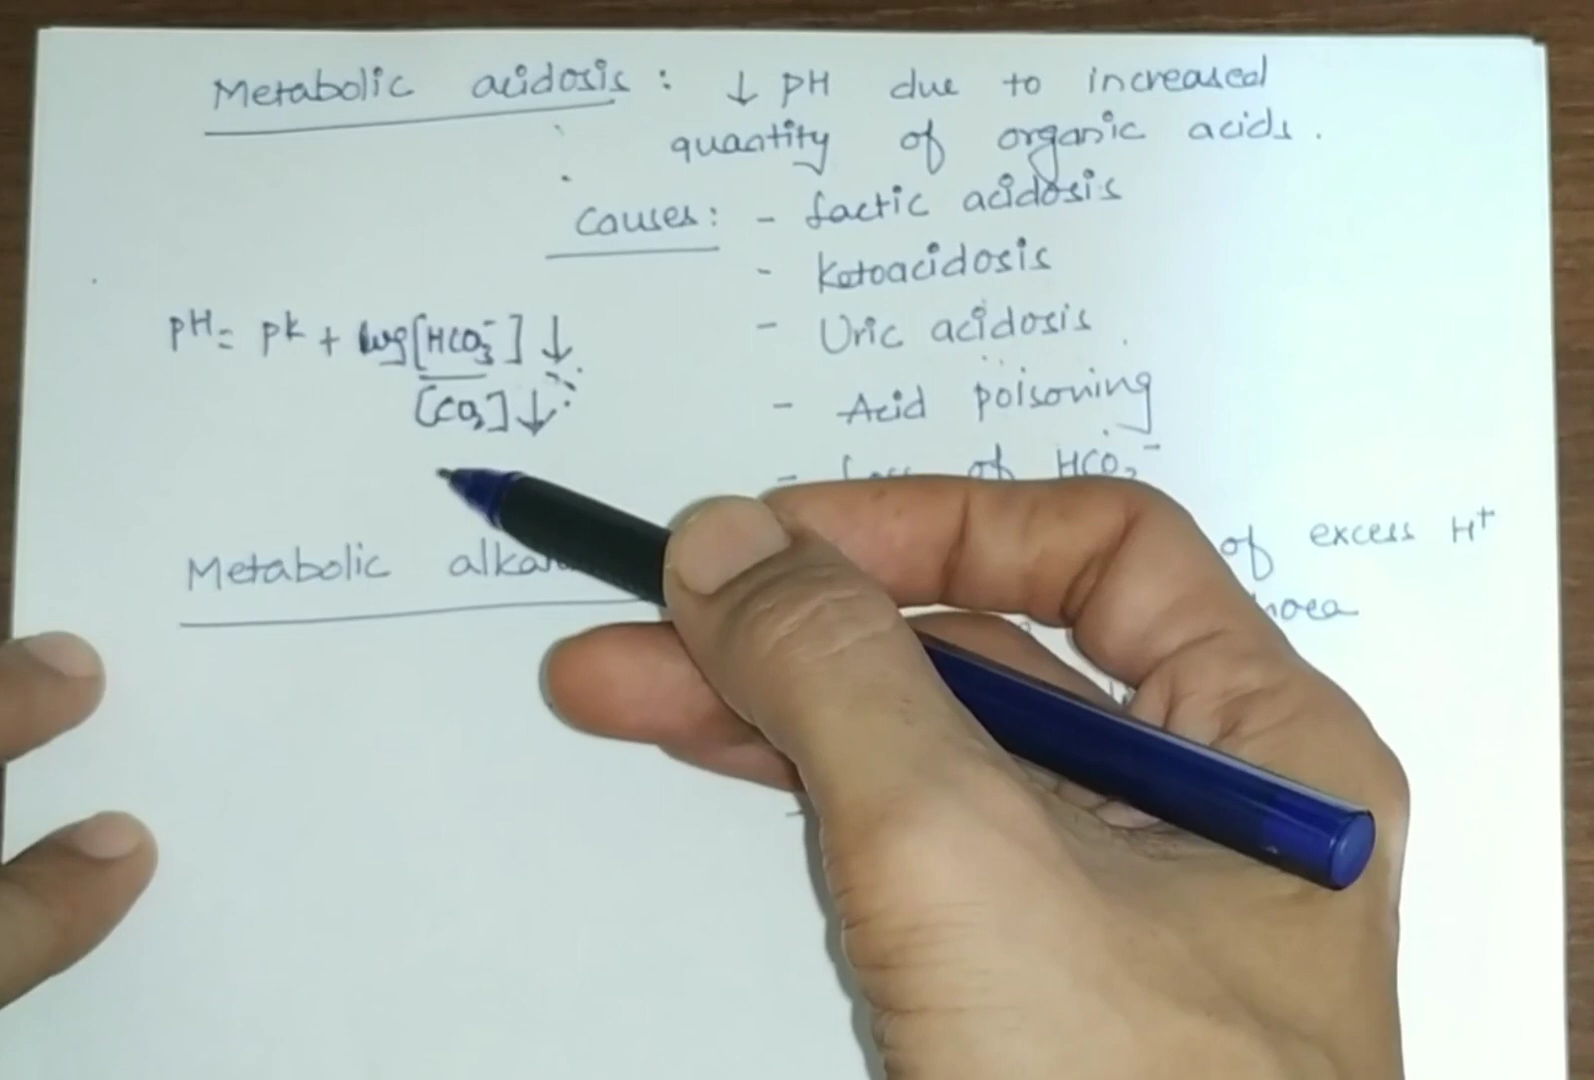 Metabolic acidosis : ↓ pH due to increased
quantity of organic acids.
Causes: - Lactic acidosis
- Ketoacidosis
- Uric acidosis
- Acid poisoning
- Loss of HCO3-
pH = pK + log [HCO3-] ↓
[CO2] ↓
Metabolic
of excess H+